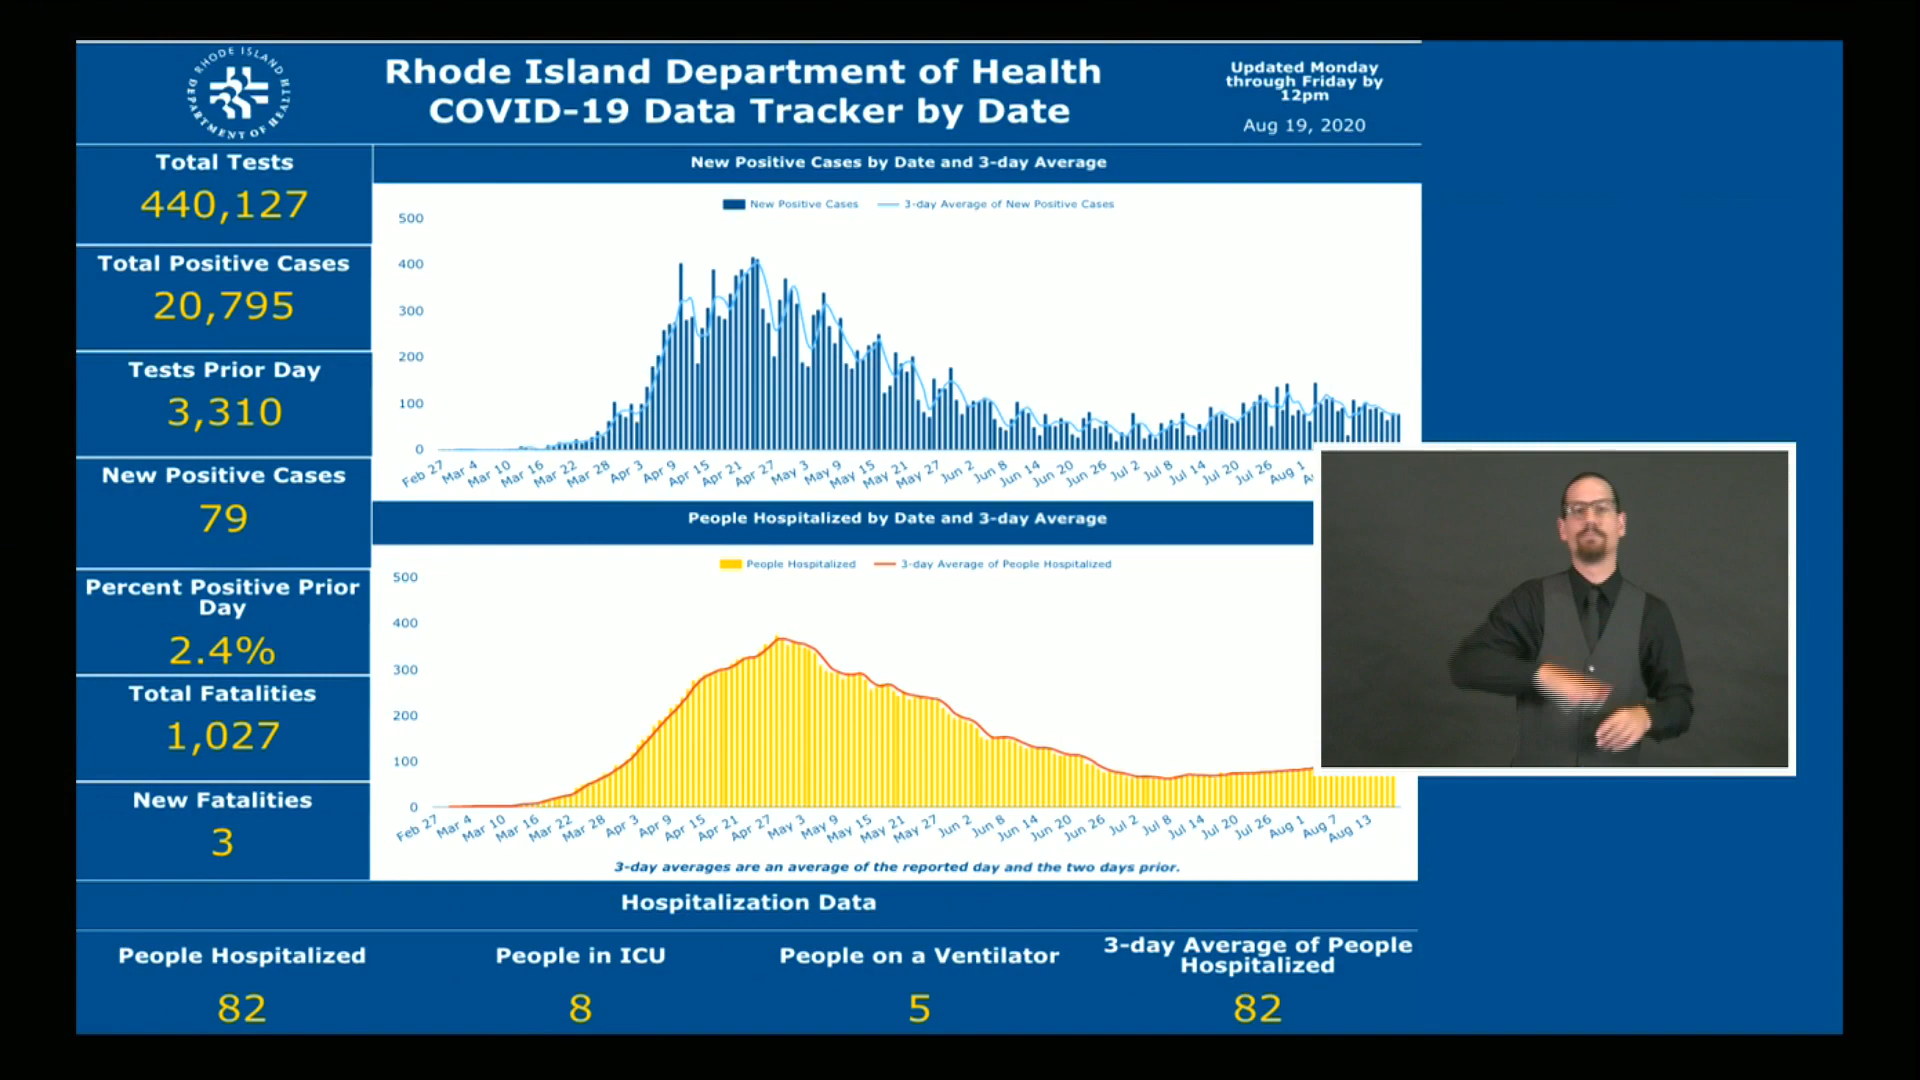 RHODE ISLAND
DEPARTMENT OF HEALTH
Rhode Island Department of Health
COVID-19 Data Tracker by Date
Updated Monday
through Friday by
12pm
Aug 19, 2020
Total Tests
440,127
Total Positive Cases
20,795
Tests Prior Day
3,310
New Positive Cases
79
Percent Positive Prior
Day
2.4%
Total Fatalities
1,027
New Fatalities
3
New Positive Cases by Date and 3-day Average
New Positive Cases 3-day Average of New Positive Cases
500
400
300
200
100
0
Feb 27 Mar 4 Mar 10 Mar 16 Mar 22 Mar 28 Apr 3 Apr 9 Apr 15 Apr 21 Apr 27 May 3 May 9 May 15 May 21 May 27 Jun 2 Jun 8 Jun 14 Jun 20 Jun 26 Jul 2 Jul 8 Jul 14 Jul 20 Jul 26 Aug 1
People Hospitalized by Date and 3-day Average
People Hospitalized 3-day Average of People Hospitalized
500
400
300
200
100
0
Feb 27 Mar 4 Mar 10 Mar 16 Mar 22 Mar 28 Apr 3 Apr 9 Apr 15 Apr 21 Apr 27 May 3 May 9 May 15 May 21 May 27 Jun 2 Jun 8 Jun 14 Jun 20 Jun 26 Jul 2 Jul 8 Jul 14 Jul 20 Jul 26 Aug 1 Aug 7 Aug 13
3-day averages are an average of the reported day and the two days prior.
Hospitalization Data
People Hospitalized
82
People in ICU
8
People on a Ventilator
5
3-day Average of People
Hospitalized
82